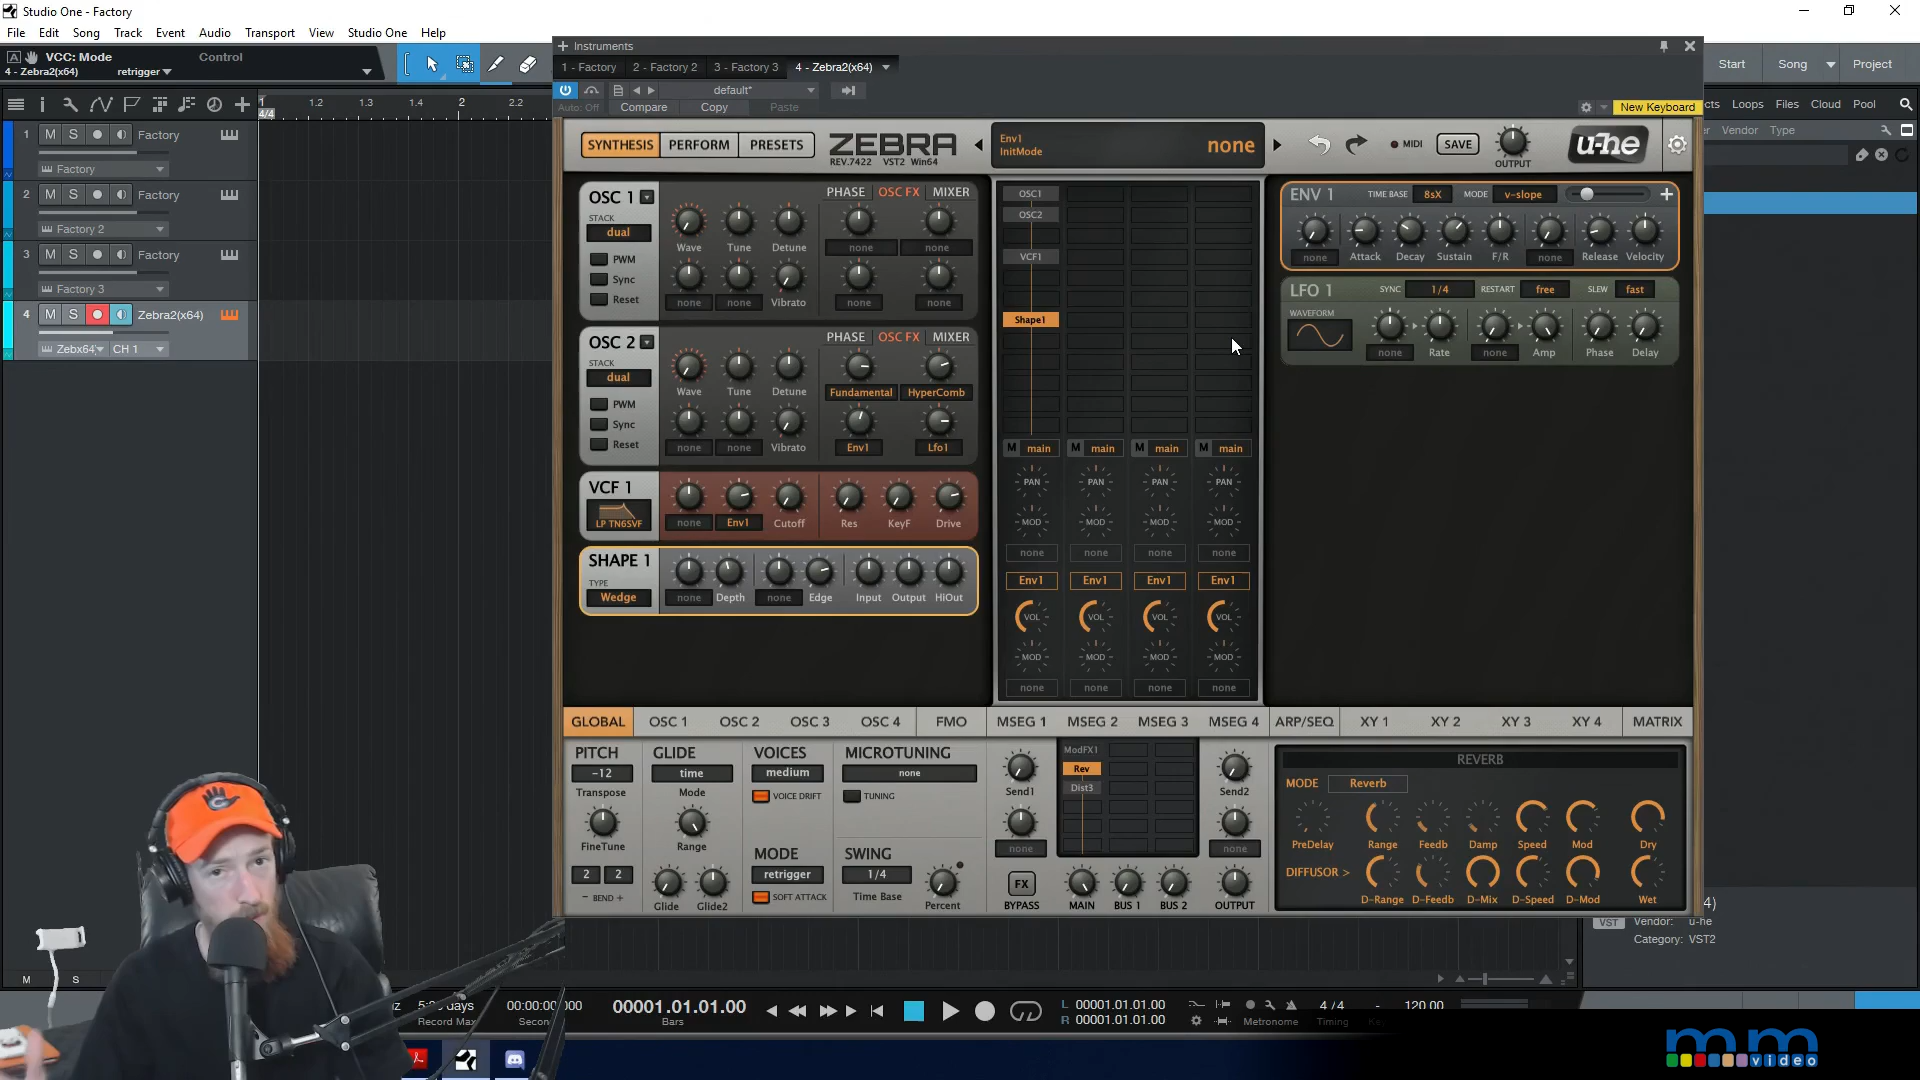 Studio One - Factory
File Edit Song Track Event Audio Transport View Studio One Help
A VCC: Mode Control
4 - Zebra2(x64) retrigger
Instruments
1 - Factory 2 - Factory 2 3 - Factory 3 4 - Zebra2(x64)
default*
Auto: Off Compare Copy Paste New Keyboard
Start Song Project
Loops Files Cloud Pool
Vendor Type
1 1.2 1.3 1.4 2 2.2
4/4
1 M S Factory
Factory
2 M S Factory
Factory 2
3 M S Factory
Factory 3
4 M S Zebra2(x64)
Zebx64 CH 1
SYNTHESIS PERFORM PRESETS ZEBRA
REV.7422 VST2 Win64
Env1
InitMode none
MIDI SAVE OUTPUT u-he
OSC 1 PHASE OSC FX MIXER
STACK
dual
Wave Tune Detune none none
PWM
Sync
Reset
none none Vibrato none none
OSC 2 PHASE OSC FX MIXER
STACK
dual
Wave Tune Detune Fundamental HyperComb
PWM
Sync
Reset
none none Vibrato Env1 Lfo1
VCF 1
LP TN6SVF
none Env1 Cutoff Res KeyF Drive
SHAPE 1
TYPE
Wedge
none Depth none Edge Input Output HiOut
OSC1
OSC2
VCF1
Shape1
M main M main M main M main
PAN PAN PAN PAN
MOD MOD MOD MOD
none none none none
Env1 Env1 Env1 Env1
VOL VOL VOL VOL
MOD MOD MOD MOD
none none none none
ENV 1 TIME BASE 8sX MODE v-slope
none Attack Decay Sustain F/R none Release Velocity
LFO 1 SYNC 1/4 RESTART free SLEW fast
WAVEFORM
none Rate none Amp Phase Delay
GLOBAL OSC 1 OSC 2 OSC 3 OSC 4 FMO MSEG 1 MSEG 2 MSEG 3 MSEG 4 ARP/SEQ XY 1 XY 2 XY 3 XY 4 MATRIX
PITCH GLIDE VOICES MICROTUNING
-12 time medium none
Transpose Mode VOICE DRIFT TUNING
FineTune Range
MODE SWING
2 2 retrigger 1/4
- BEND + Glide Glide2 SOFT ATTACK Time Base Percent
Send1 none FX BYPASS
ModFX1
Rev
Dist3
MAIN BUS 1 BUS 2
Send2 none OUTPUT
REVERB
MODE Reverb
PreDelay Range Feedb Damp Speed Mod Dry
DIFFUSOR > D-Range D-Feedb D-Mix D-Speed D-Mod Wet
VST Vendor: u-he
Category: VST2
M S
days 00:00:00 00001.01.01.00 L 00001.01.01.00 4/4 - 120.00
Record Max Bars R 00001.01.01.00 Metronome Timing
mm
video